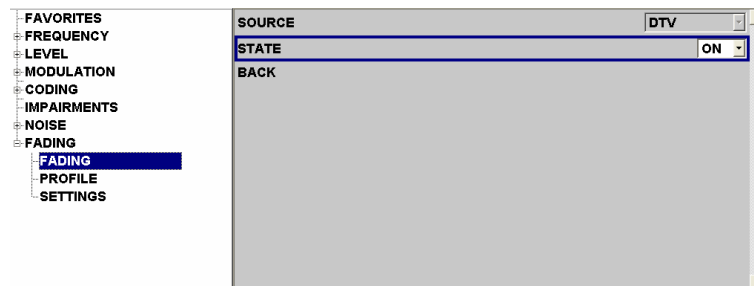 FAVORITES
FREQUENCY
LEVEL
MODULATION
CODING
IMPAIRMENTS
NOISE
FADING
FADING
PROFILE
SETTINGS
SOURCE DTV
STATE ON
BACK